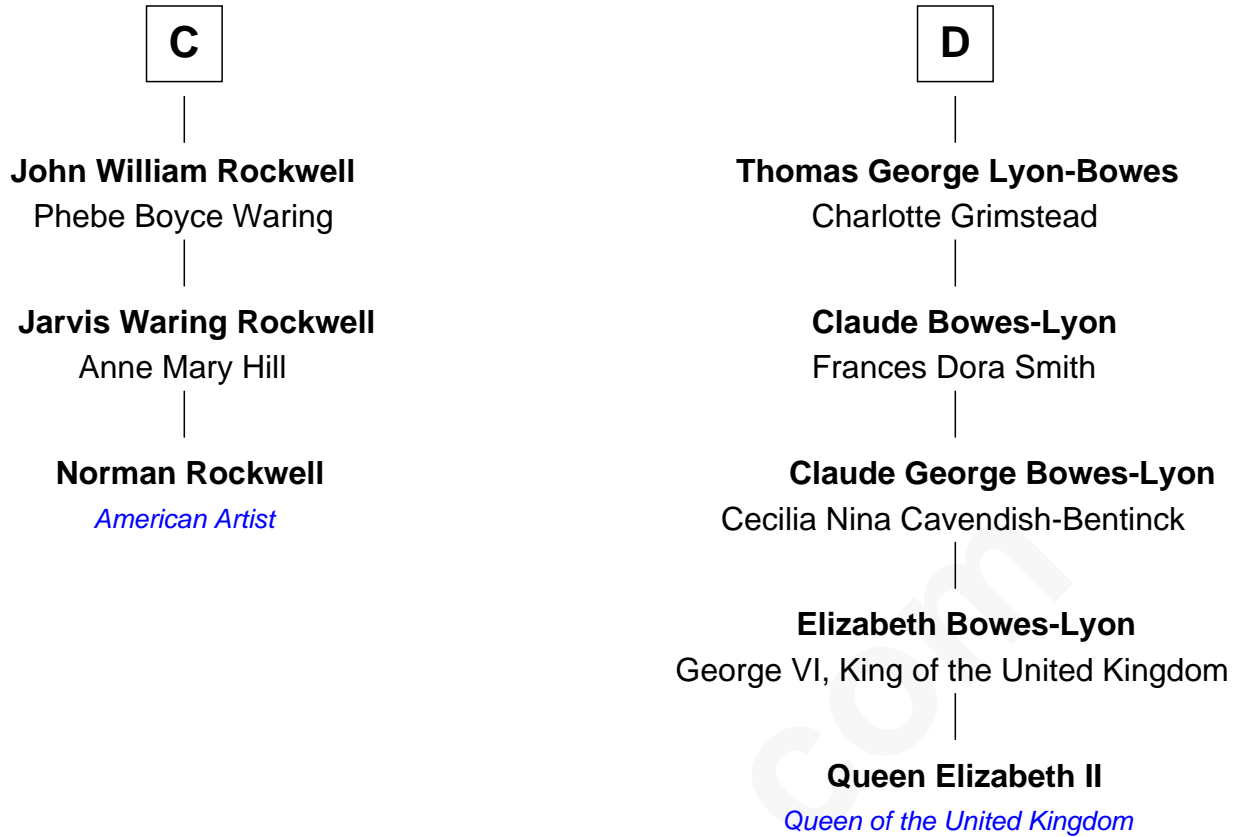 C
John William Rockwell
Phebe Boyce Waring
Jarvis Waring Rockwell
Anne Mary Hill
Norman Rockwell
American Artist
D
Thomas George Lyon-Bowes
Charlotte Grimstead
Claude Bowes-Lyon
Frances Dora Smith
Claude George Bowes-Lyon
Cecilia Nina Cavendish-Bentinck
Elizabeth Bowes-Lyon
George VI, King of the United Kingdom
Queen Elizabeth II
Queen of the United Kingdom
com